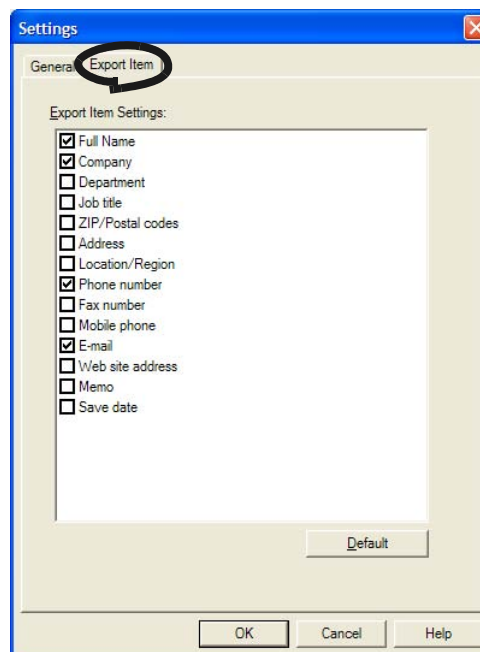 Settings
General Export Item
Export Item Settings:
Full Name
Company
Department
Job title
ZIP/Postal codes
Address
Location/Region
Phone number
Fax number
Mobile phone
E-mail
Web site address
Memo
Save date
Default
OK Cancel Help